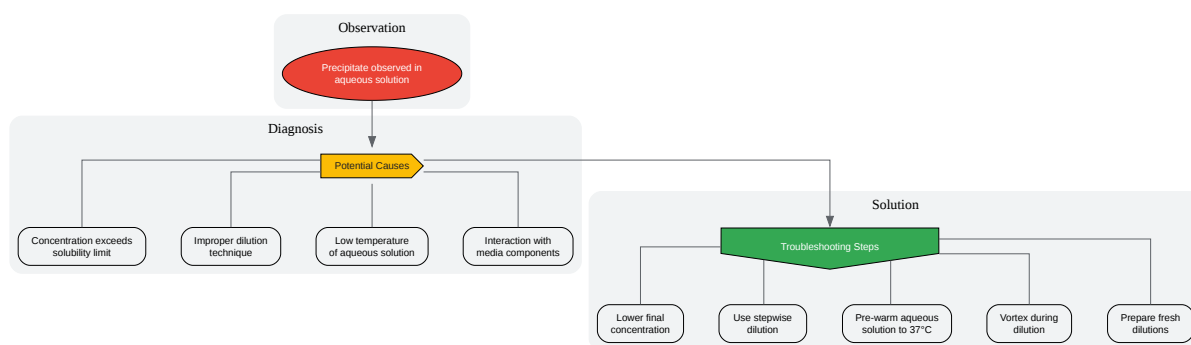 Observation
Precipitate observed in
aqueous solution
Diagnosis
Potential Causes
Concentration exceeds
solubility limit
Improper dilution
technique
Low temperature
of aqueous solution
Interaction with
media components
Solution
Troubleshooting Steps
Lower final
concentration
Use stepwise
dilution
Pre-warm aqueous
solution to 37°C
Vortex during
dilution
Prepare fresh
dilutions